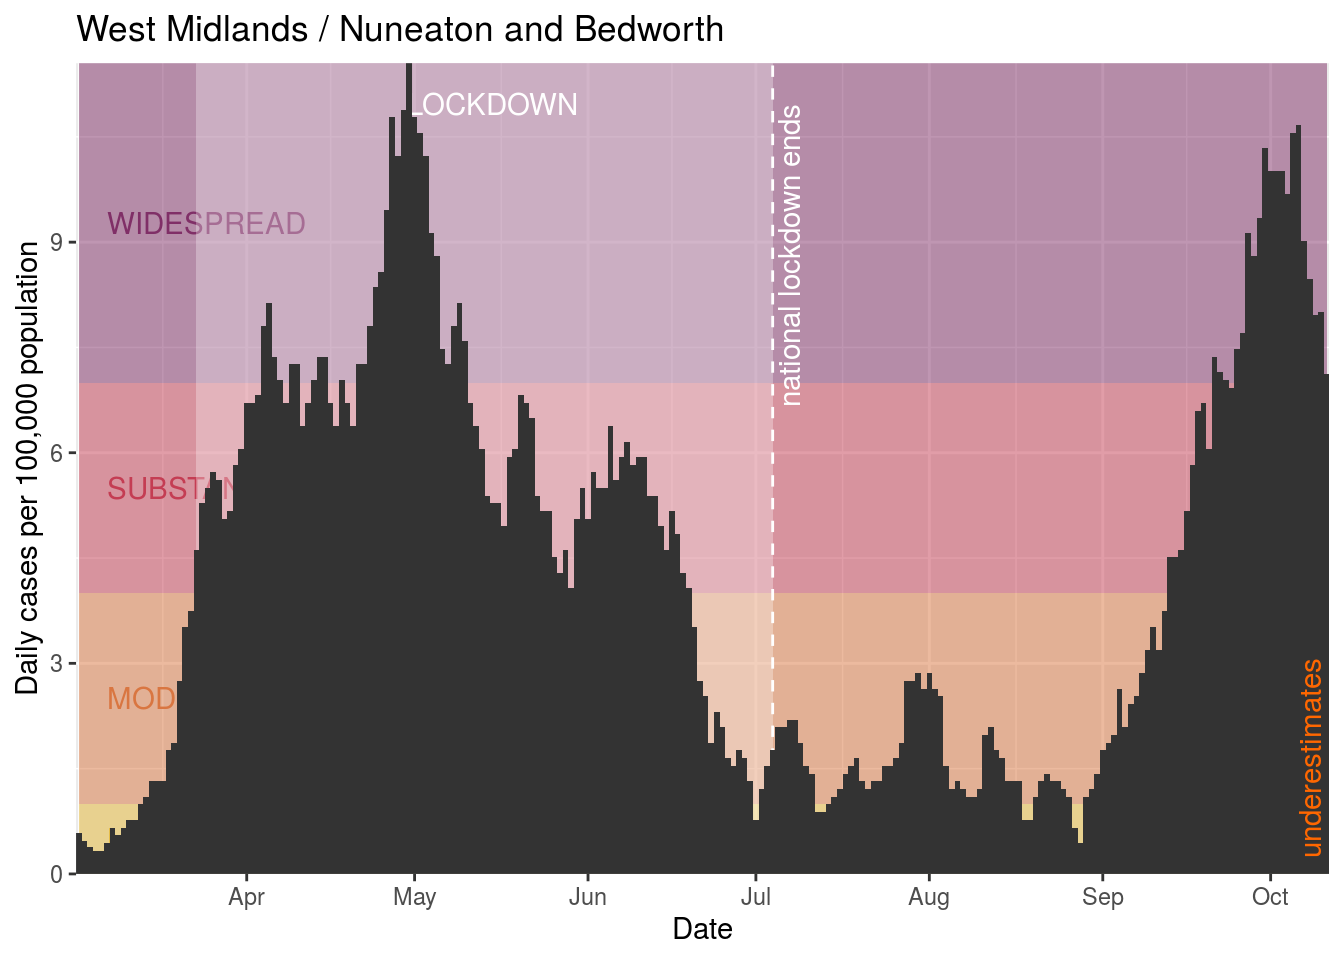 West Midlands / Nuneaton and Bedworth
LOCKDOWN
national lockdown ends
WIDESPREAD
SUBSTAN
MOD
underestimates
Daily cases per 100,000 population
9
6
3
0
Apr
May
Jun
Jul
Aug
Sep
Oct
Date